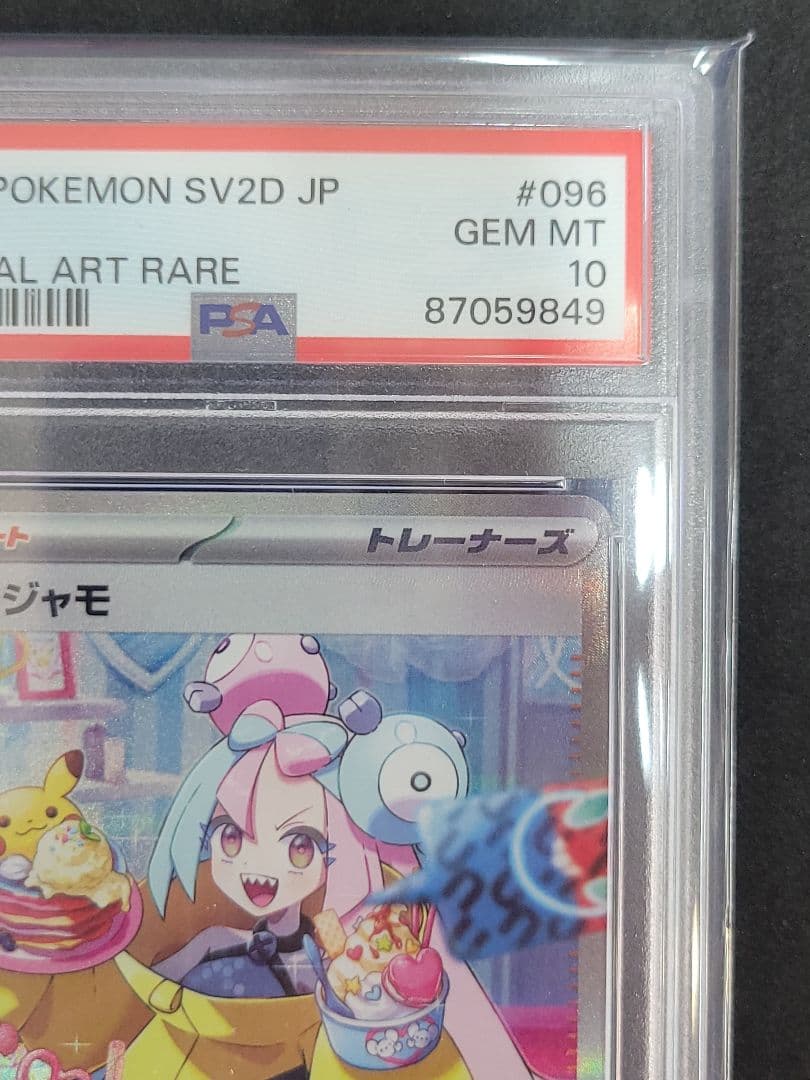 POKEMON SV2D JP
#096
GEM MT
AL ART RARE
10
PSA
87059849
ート
トレーナーズ
ジャモ